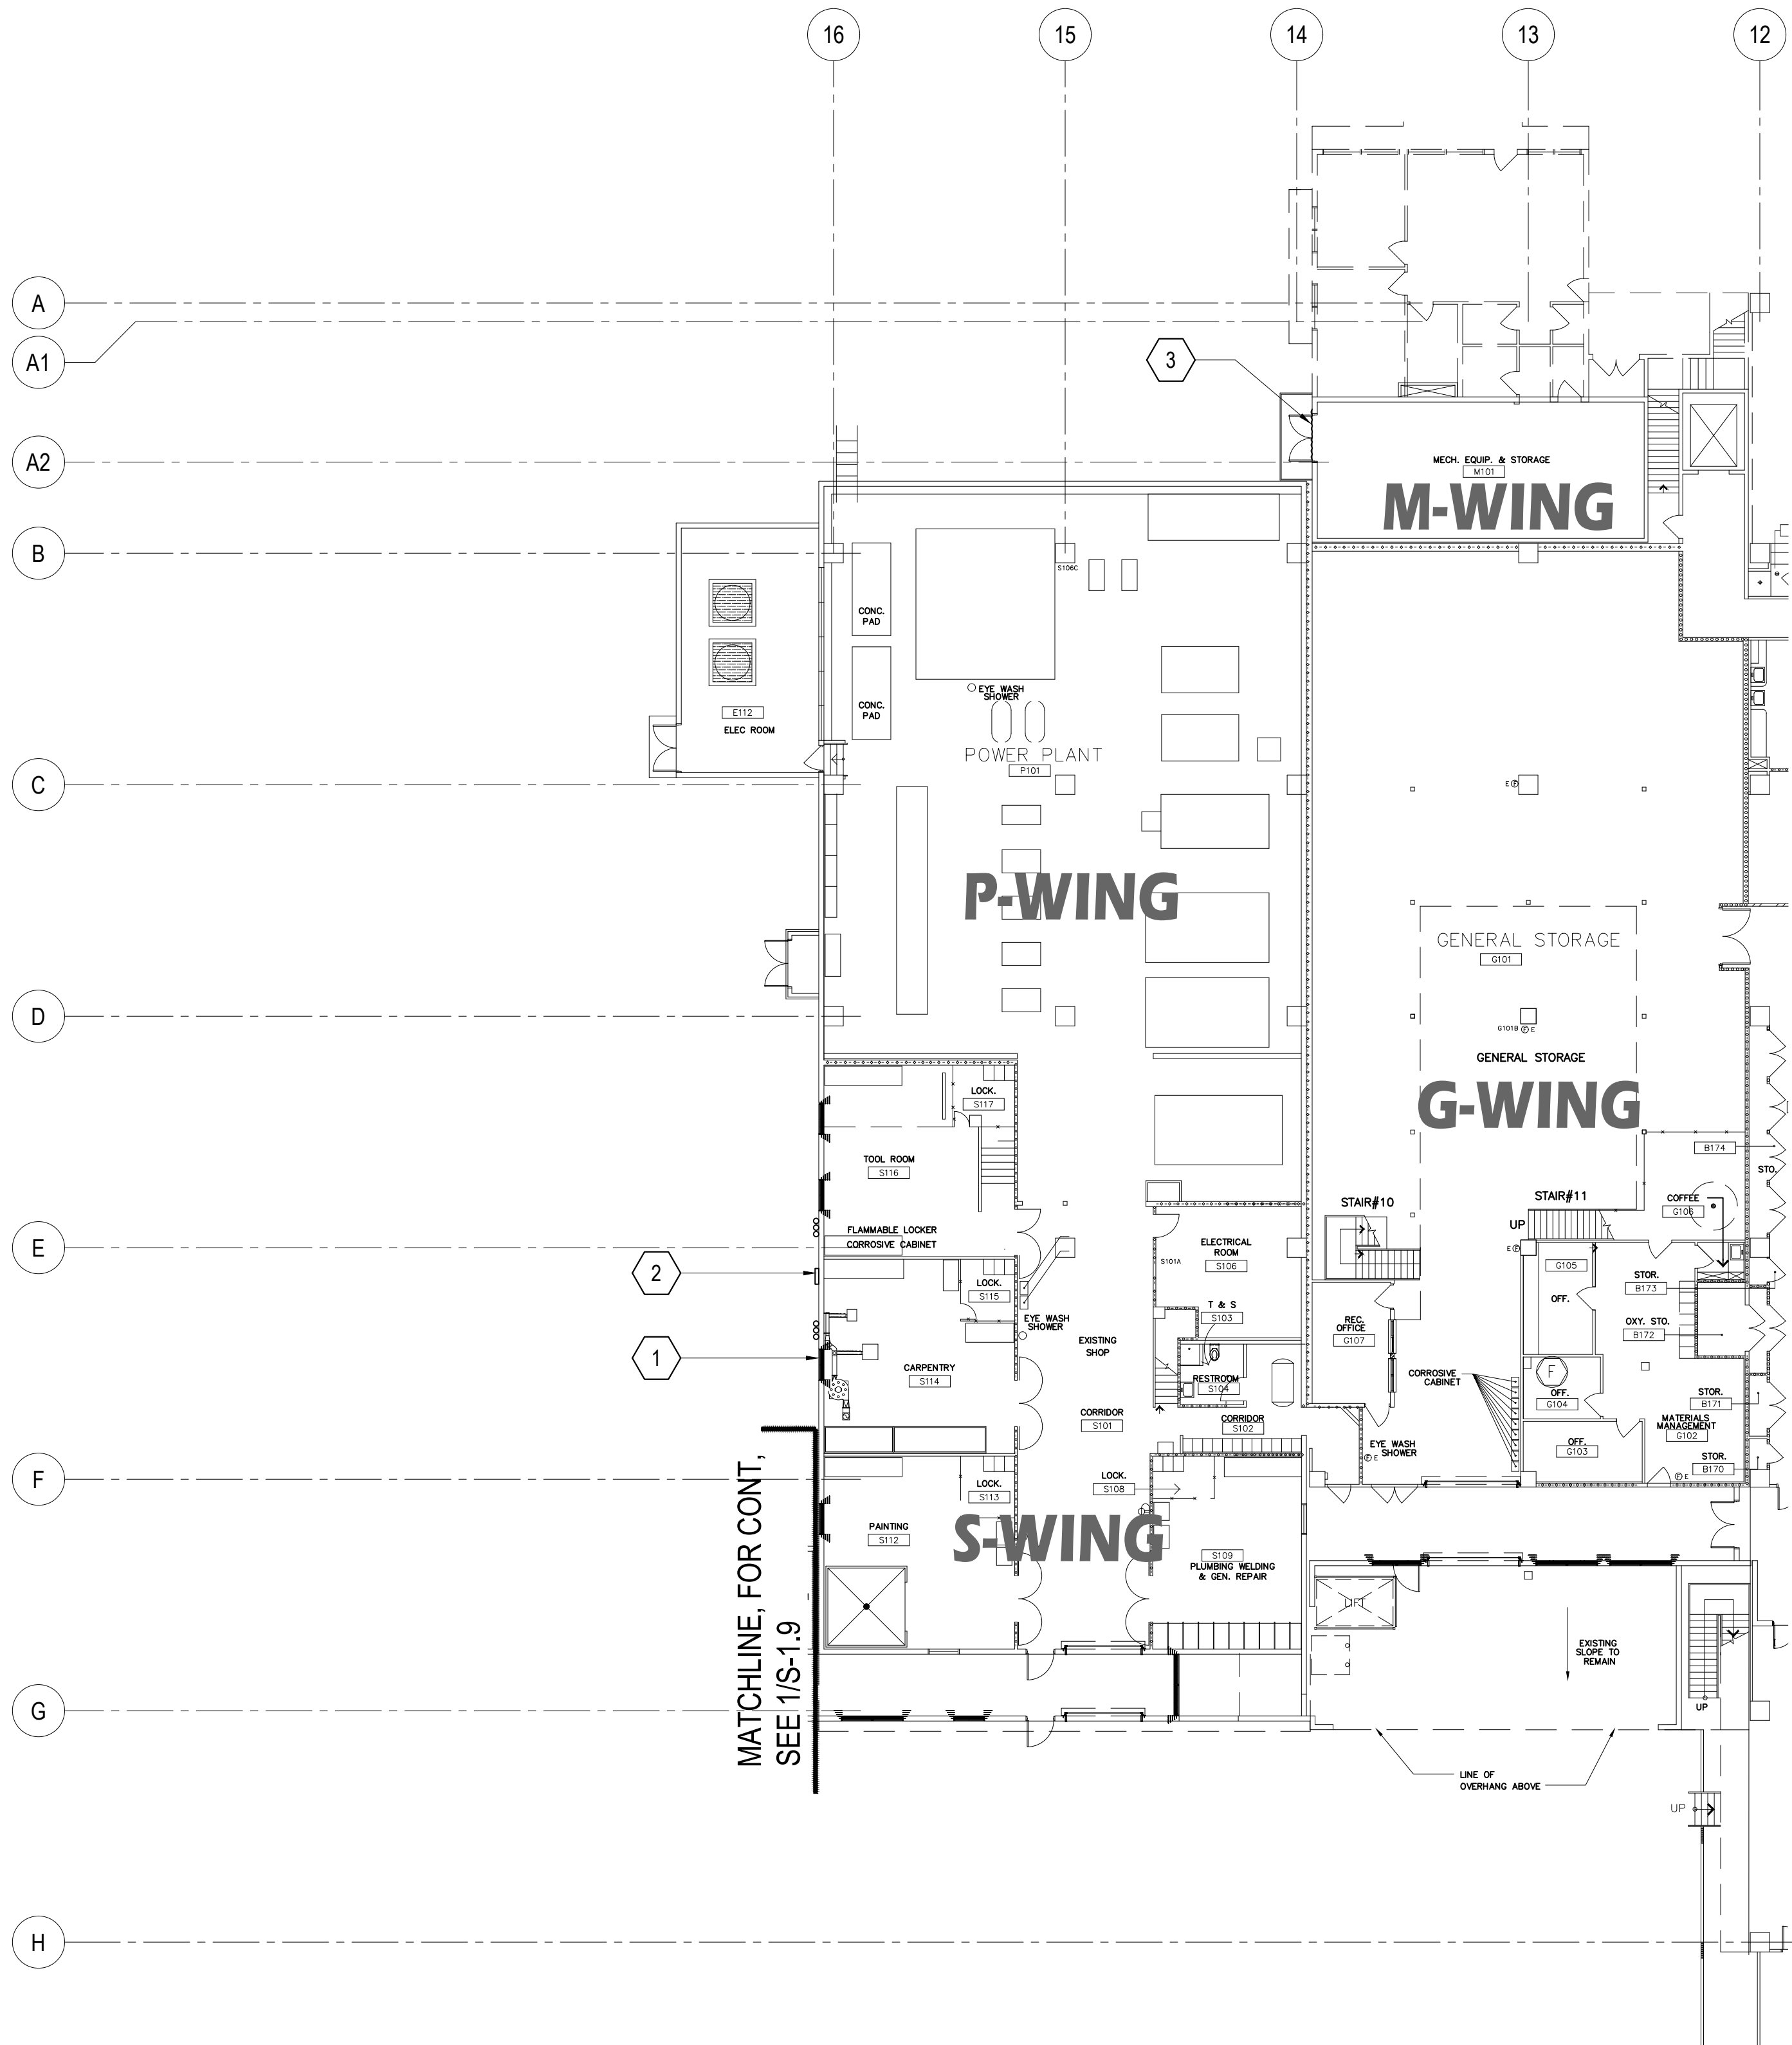 16
15
14
13
12
A
A1
3
A2
MECH. EQUIP. & STORAGE
M101
M-WING
B
S106C
CONC.
PAD
EYE WASH
SHOWER
E112
ELEC ROOM
CONC.
PAD
POWER PLANT
P101
C
E F
P-WING
GENERAL STORAGE
G101
D
G101B F E
GENERAL STORAGE
G-WING
LOCK.
S117
B174
STO.
TOOL ROOM
S116
STAIR#10
STAIR#11
COFFEE
G106
UP
FLAMMABLE LOCKER
CORROSIVE CABINET
E
ELECTRICAL
ROOM
S106
S101A
E F
G105
OFF.
STOR.
B173
2
LOCK.
S115
EYE WASH
SHOWER
T & S
S103
REC.
OFFICE
G107
OXY. STO.
B172
EXISTING
SHOP
1
CARPENTRY
S114
RESTROOM
S104
CORROSIVE
CABINET
F
OFF.
G104
STOR.
B171
CORRIDOR
S101
CORRIDOR
S102
MATERIALS
MANAGEMENT
G102
OFF.
G103
EYE WASH
SHOWER
F E
STOR.
B170
F E
F
LOCK.
S113
LOCK.
S108
PAINTING
S112
S-WING
S109
PLUMBING WELDING
& GEN. REPAIR
LIFT
EXISTING
SLOPE TO
REMAIN
MATCHLINE, FOR CONT,
SEE 1/S-1.9
G
UP
LINE OF
OVERHANG ABOVE
UP
H